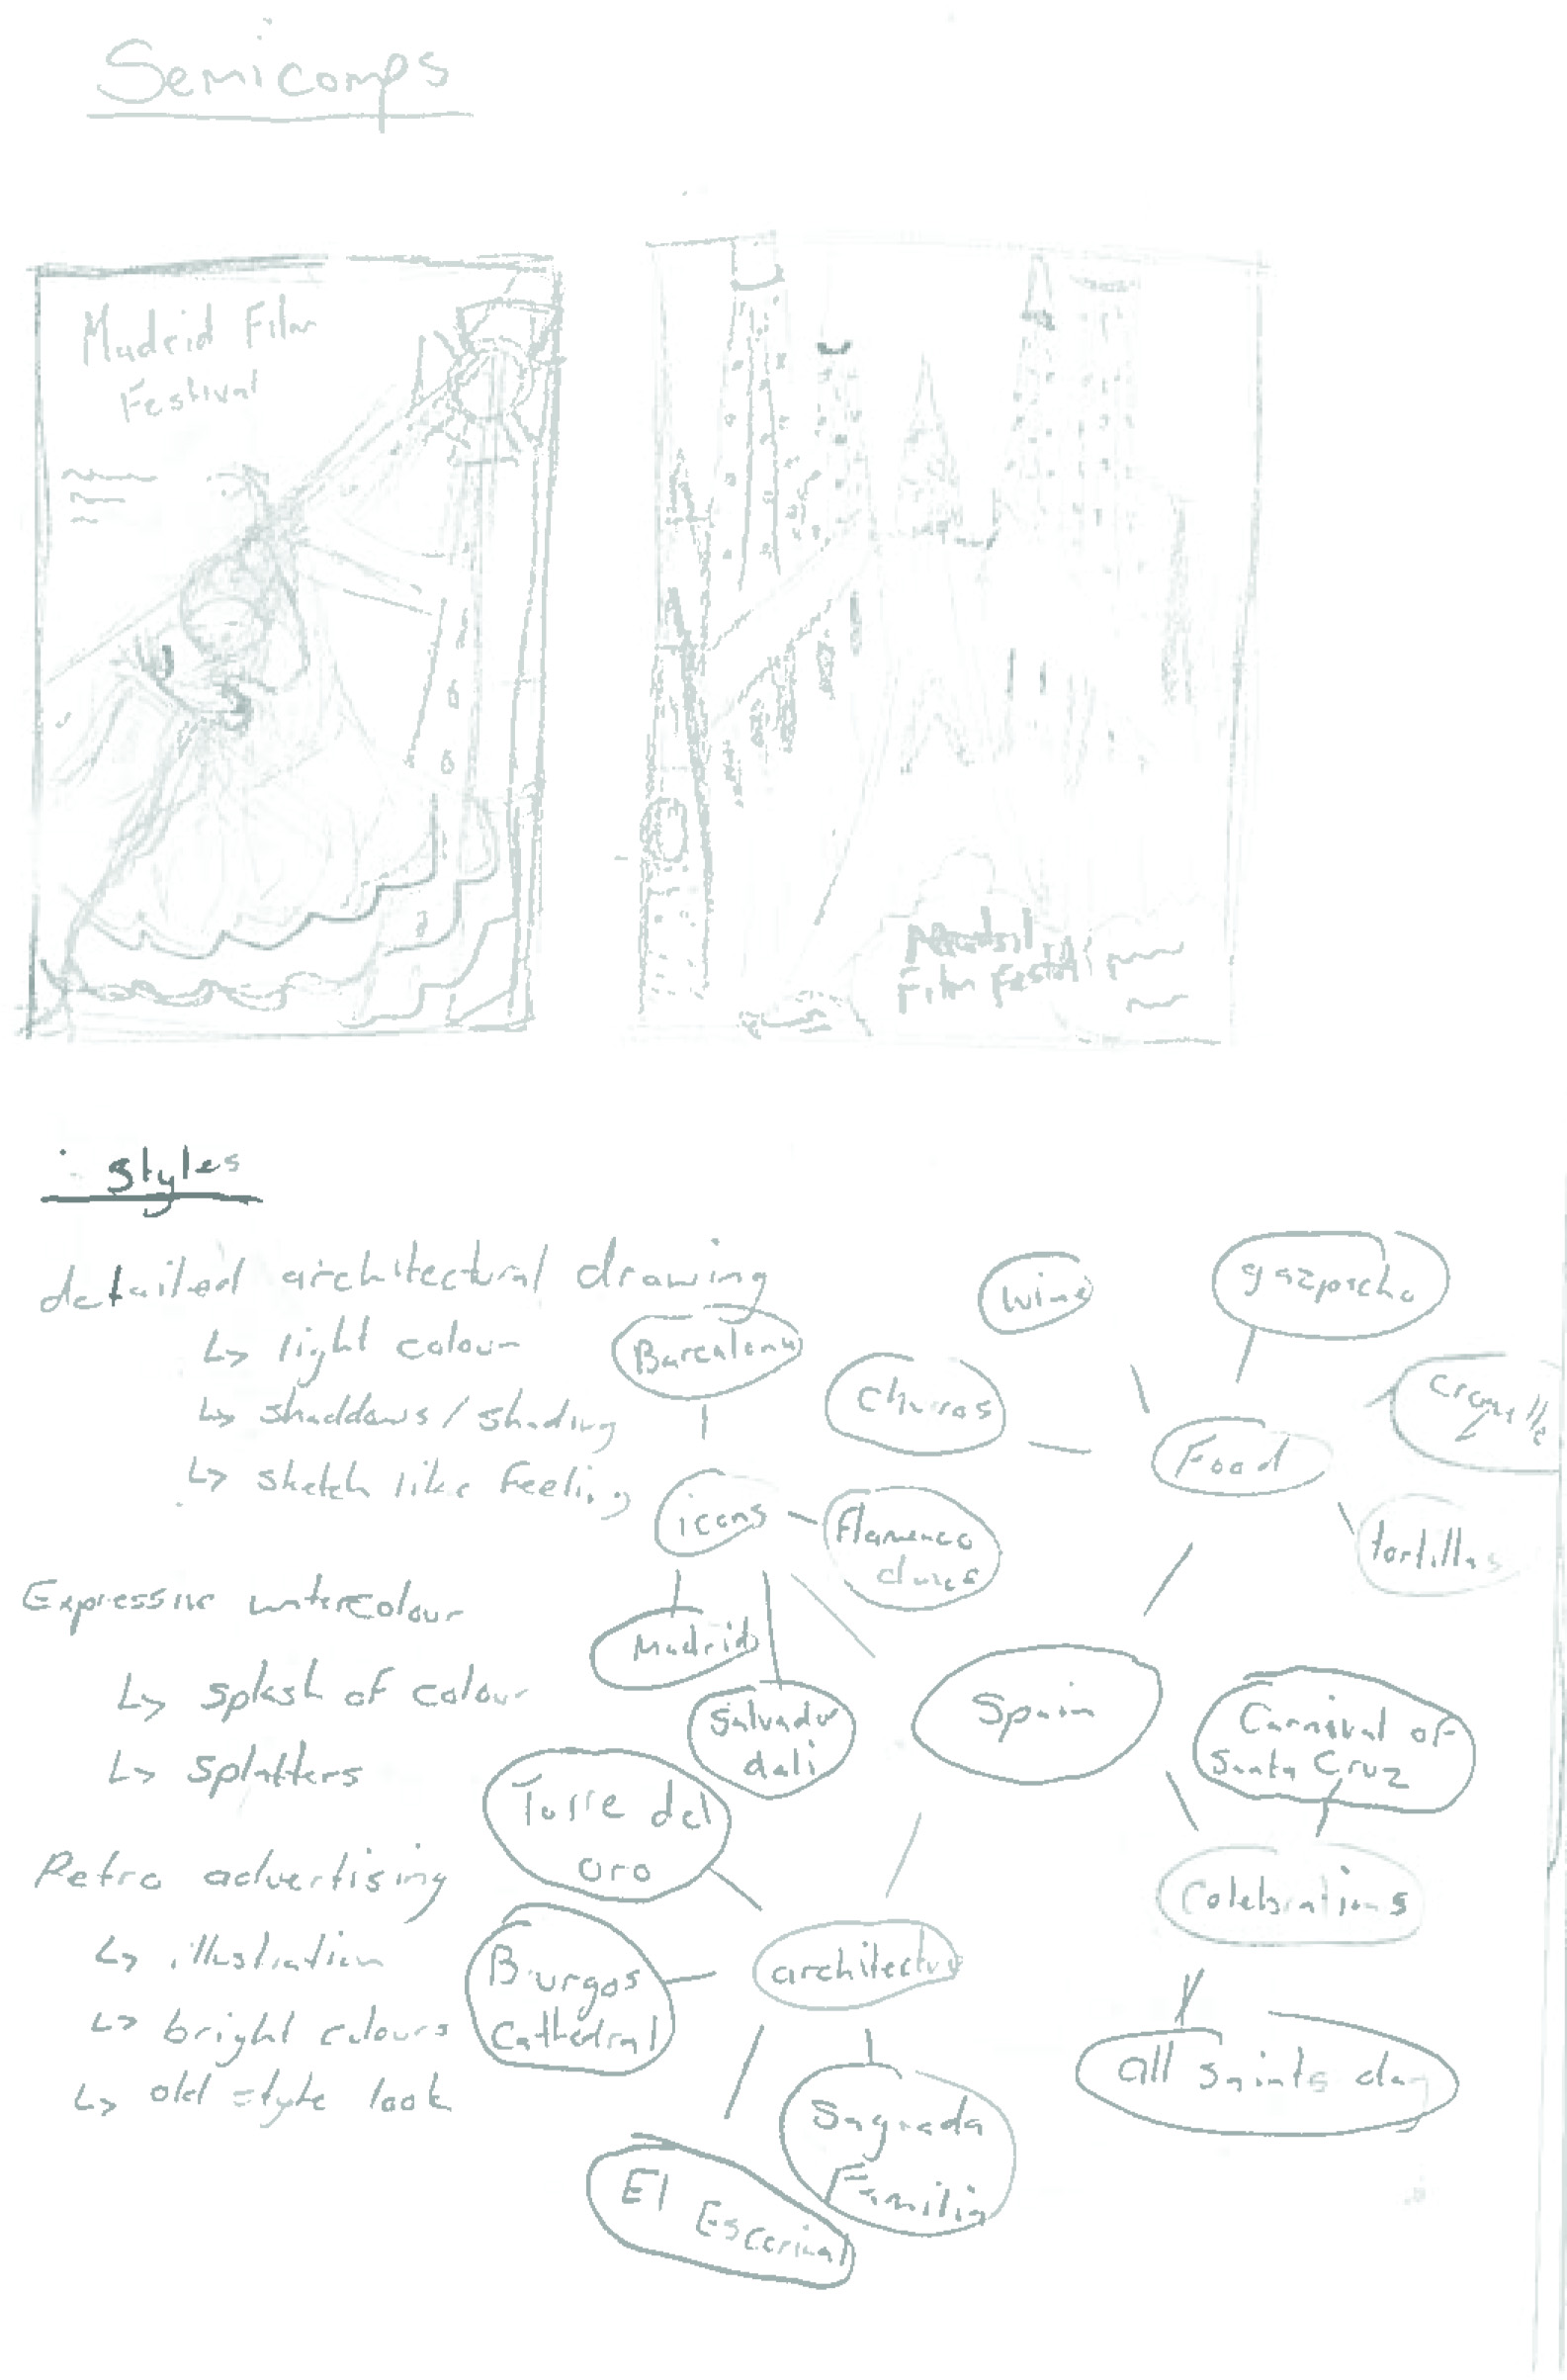 Semicomps
Madrid Film
Festival
Madrid
Film Festival
styles
detailed architectural drawing
↳ light colour
↳ shaddows/shading
↳ sketch like feeling
Expressive watercolour
↳ splash of colour
↳ splatters
Retro advertising
↳ illustration
↳ bright colours
↳ old style look
Barcalona
icons
Flamenco
dance
Madrid
Salvador
dali
Wine
gazpacho
Churros
Food
tortillas
Spain
Carnival of
Santa Cruz
Celebrations
all saints day
Torre del
oro
Burgos
Cathedral
architecture
Sagrada
Familia
El Escorial